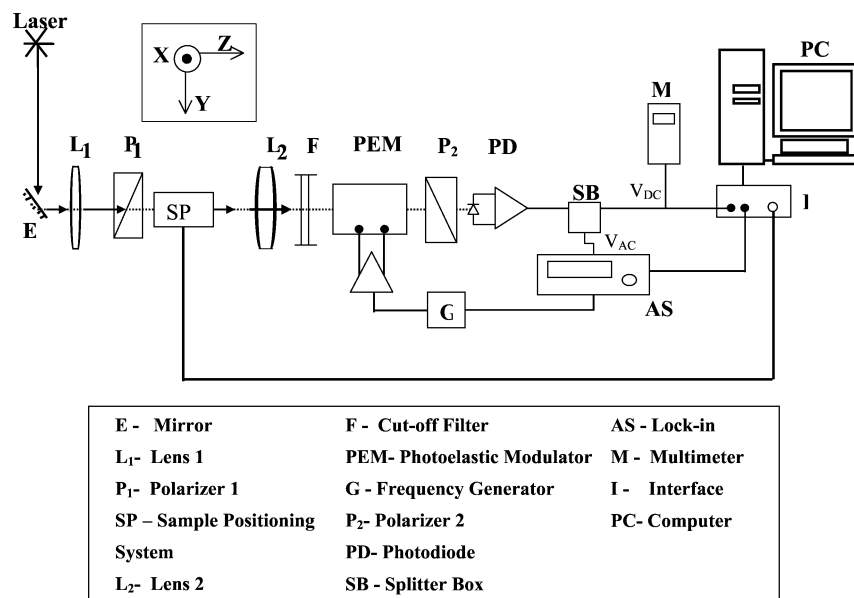 Laser
X
Z
Y
PC
M
L1
P1
L2
F
PEM
P2
PD
SB
VDC
I
SP
E
VAC
AS
G
E - Mirror
L1- Lens 1
P1- Polarizer 1
SP – Sample Positioning
System
L2- Lens 2
F - Cut-off Filter
PEM- Photoelastic Modulator
G - Frequency Generator
P2- Polarizer 2
PD- Photodiode
SB - Splitter Box
AS - Lock-in
M - Multimeter
I - Interface
PC- Computer